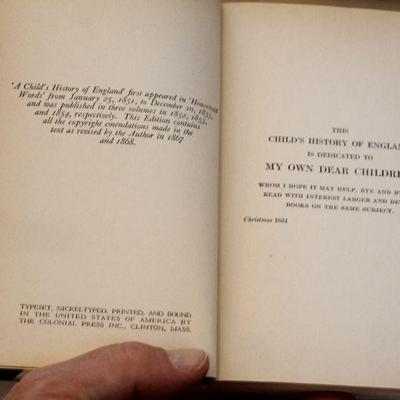 'A Child's History of England' first appeared in 'Household
Words' from January 25, 1851, to December 10, 1853,
and was published in three volumes in 1852, 1853,
and 1854, respectively. This Edition contains
all the copyright emendations made in the
text as revised by the Author in 1867
and 1868.
TYPESET, NICKELTYPED, PRINTED, AND BOUND
IN THE UNITED STATES OF AMERICA BY
THE COLONIAL PRESS INC., CLINTON, MASS.
THIS
CHILD'S HISTORY OF ENGLAN
IS DEDICATED TO
MY OWN DEAR CHILDRE
WHOM I HOPE IT MAY HELP, BYE AND B
READ WITH INTEREST LARGER AND BE
BOOKS ON THE SAME SUBJECT.
Christmas 1851